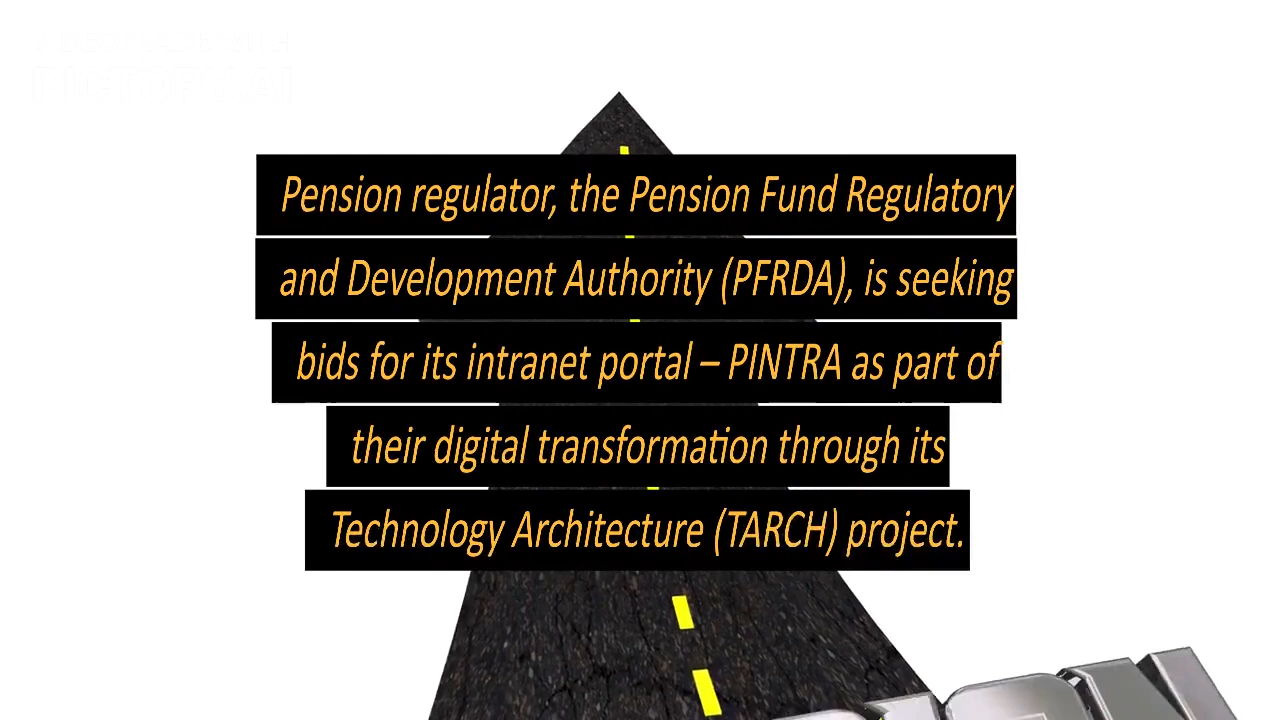 Pension regulator, the Pension Fund Regulatory
and Development Authority (PFRDA), is seeking
bids for its intranet portal – PINTRA as part of
their digital transformation through its
Technology Architecture (TARCH) project.